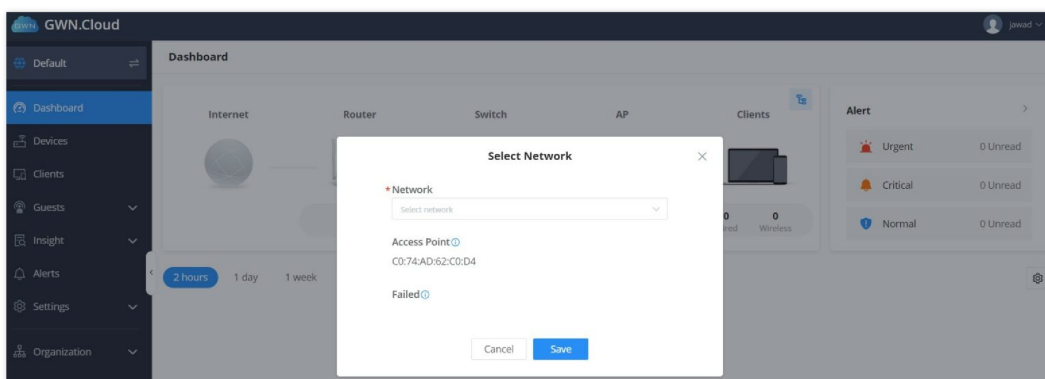 GWN GWN.Cloud
jawad
Default
Dashboard
Devices
Clients
Guests
Insight
Alerts
Settings
Organization
Dashboard
Internet Router Switch AP Clients
0 0
Wireless
2 hours 1 day 1 week
Alert
Urgent 0 Unread
Critical 0 Unread
Normal 0 Unread
Select Network
* Network
Select network
Access Point
C0:74:AD:62:C0:D4
Failed
Cancel Save